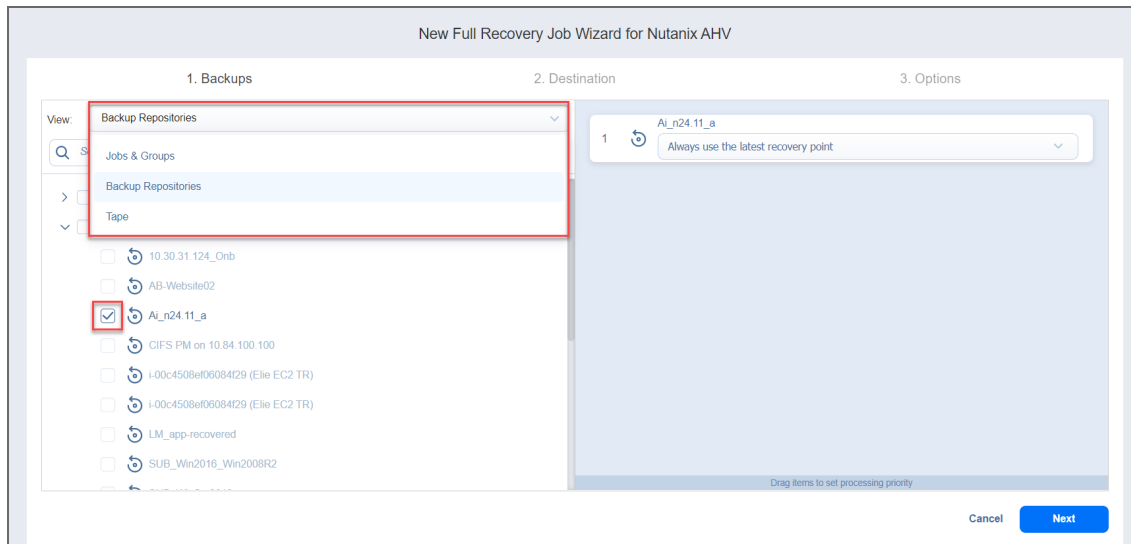 New Full Recovery Job Wizard for Nutanix AHV
1. Backups
2. Destination
3. Options
View:
Backup Repositories
Jobs & Groups
Backup Repositories
Tape
10.30.31.124_Onb
AB-Website02
Ai_n24.11_a
CIFS PM on 10.84.100.100
i-00c4508ef06084f29 (Elie EC2 TR)
i-00c4508ef06084f29 (Elie EC2 TR)
LM_app-recovered
SUB_Win2016_Win2008R2
1
Ai_n24.11_a
Always use the latest recovery point
Drag items to set processing priority
Cancel
Next